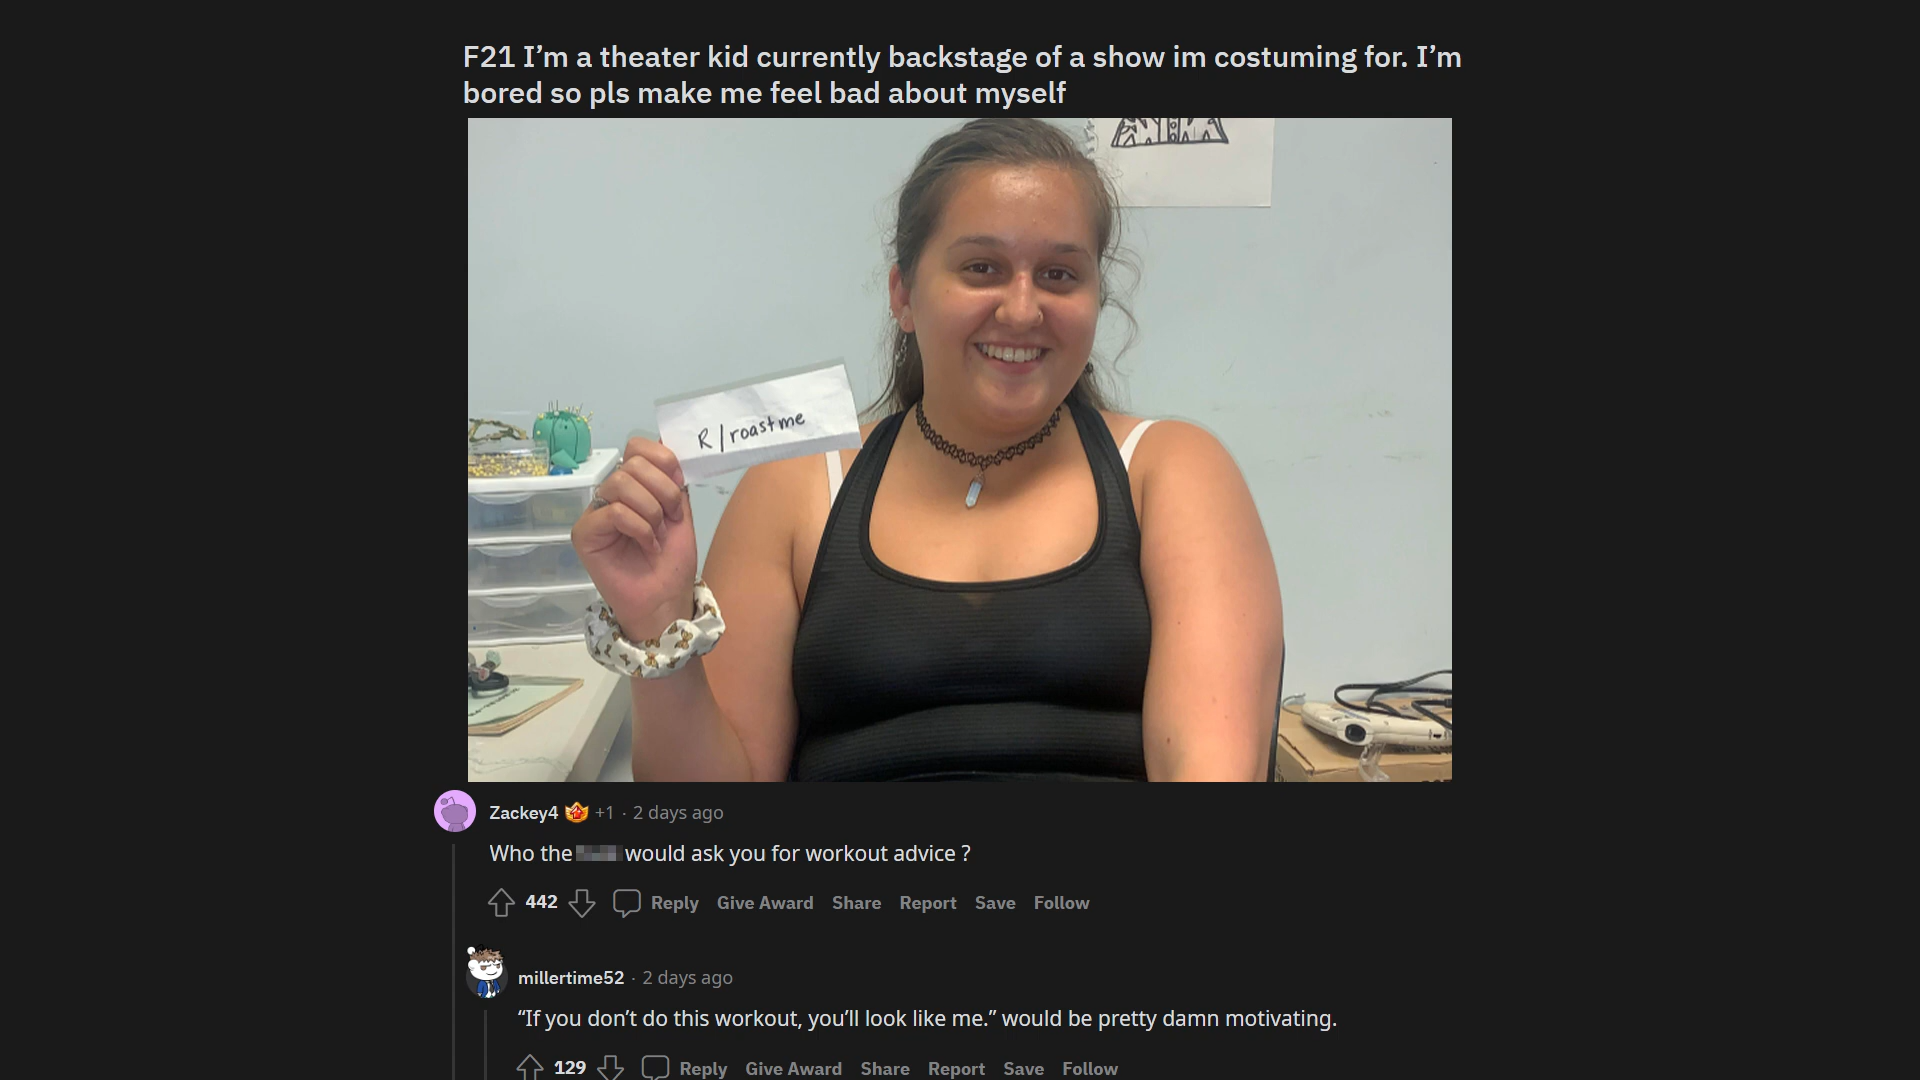 F21 I’m a theater kid currently backstage of a show im costuming for. I’m
bored so pls make me feel bad about myself
R/roastme
Zackey4 +1 · 2 days ago
Who the would ask you for workout advice ?
442 Reply Give Award Share Report Save Follow
millertime52 · 2 days ago
“If you don’t do this workout, you’ll look like me.” would be pretty damn motivating.
129 Reply Give Award Share Report Save Follow